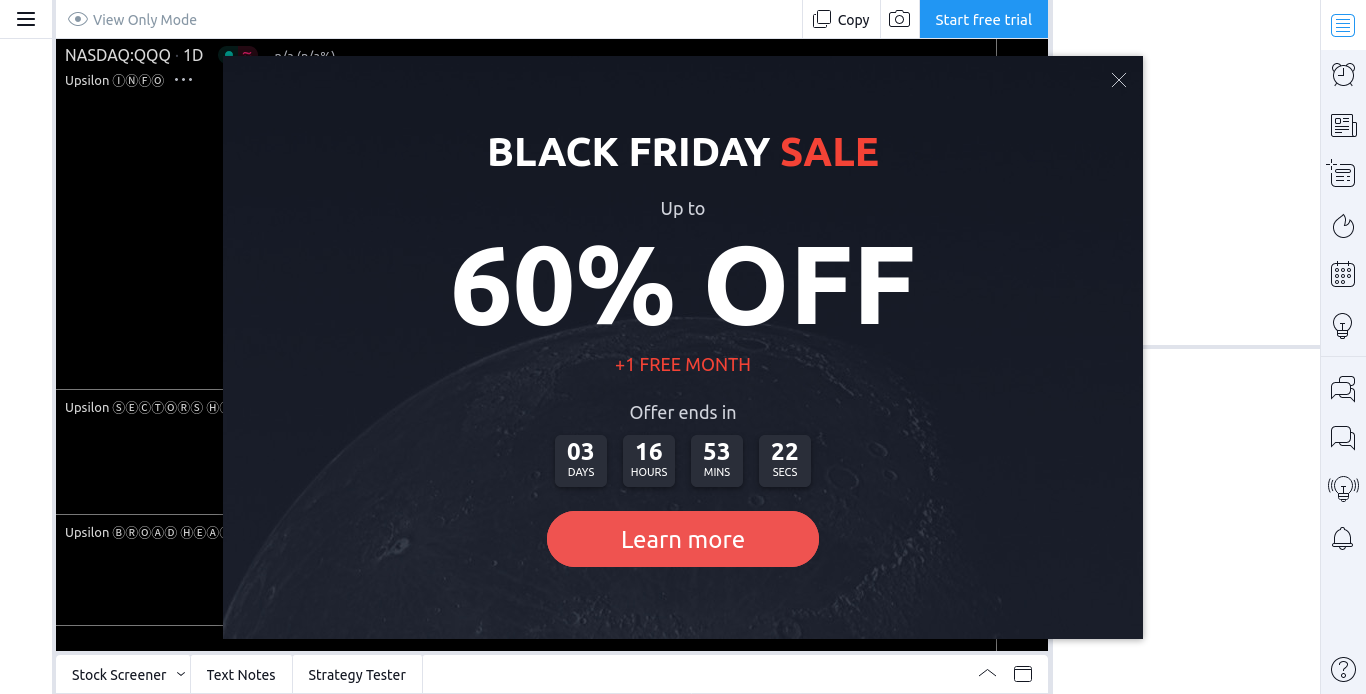 View Only Mode
Copy
Start free trial
NASDAQ:QQQ · 1D
n/a (n/a%)
Upsilon ⒾⓃⒻⓄ
BLACK FRIDAY SALE
Up to
60% OFF
+1 FREE MONTH
Offer ends in
03 16 53 22
DAYS HOURS MINS SECS
Learn more
Upsilon ⓈⒺⒸⓉⓄⓇⓈ Ⓗ
Upsilon ⒷⓇⓄⒶⒹ ⒽⒺⒶ
Stock Screener
Text Notes
Strategy Tester